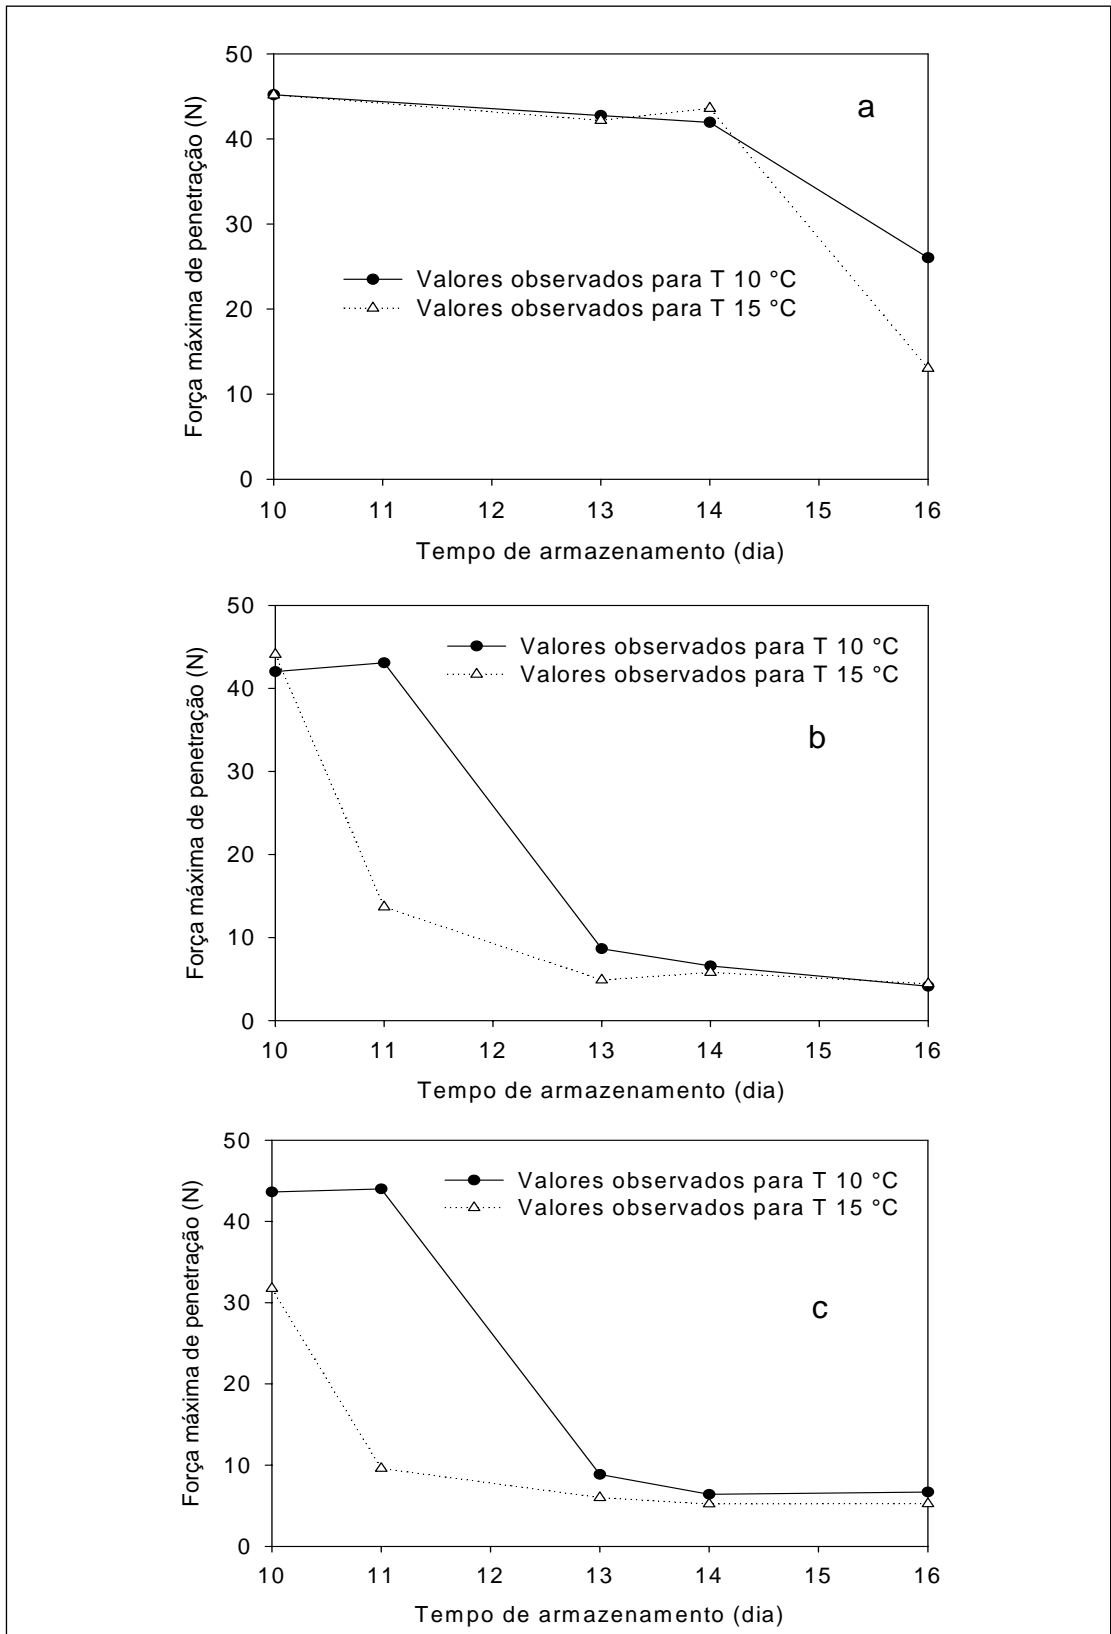 50
40
30
20
10
0
Força máxima de penetração (N)
a
Valores observados para T 10 °C
Valores observados para T 15 °C
10 11 12 13 14 15 16
Tempo de armazenamento (dia)
50
40
30
20
10
0
Força máxima de penetração (N)
Valores observados para T 10 °C
Valores observados para T 15 °C
b
10 11 12 13 14 15 16
Tempo de armazenamento (dia)
50
40
30
20
10
0
Força máxima de penetração (N)
Valores observados para T 10 °C
Valores observados para T 15 °C
c
10 11 12 13 14 15 16
Tempo de armazenamento (dia)